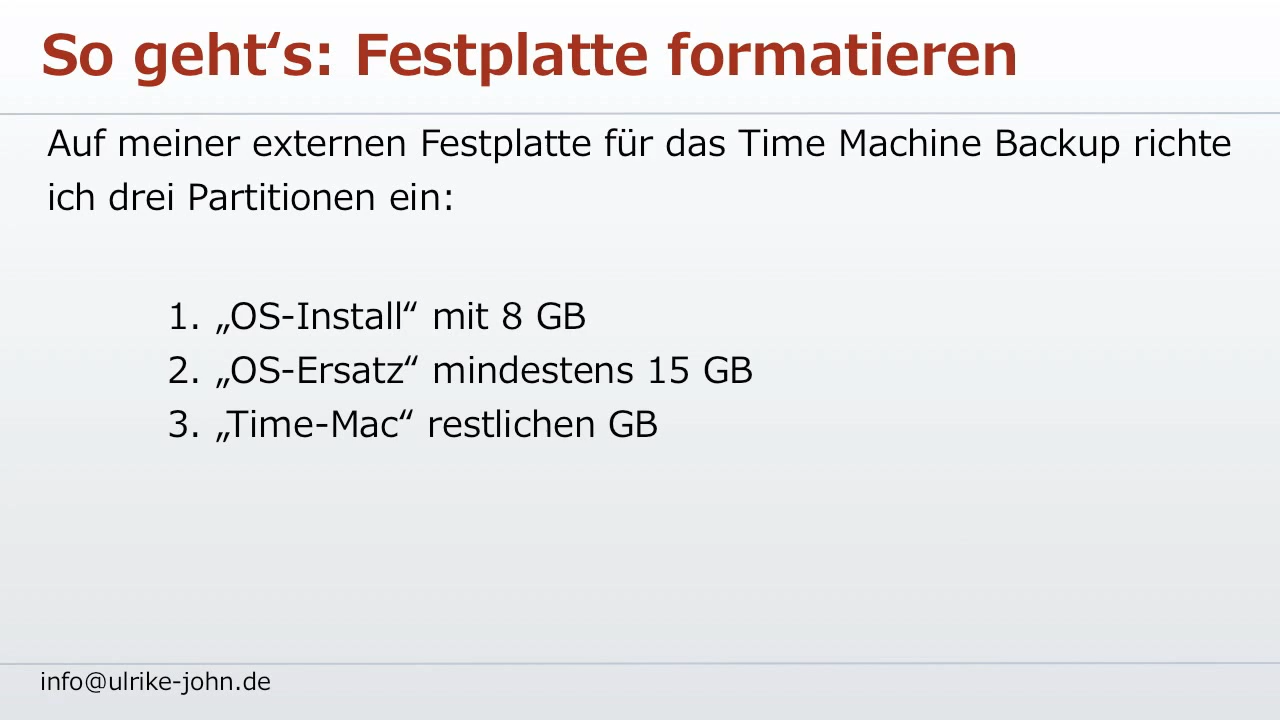 So geht‘s: Festplatte formatieren
Auf meiner externen Festplatte für das Time Machine Backup richte
ich drei Partitionen ein:
1. „OS-Install“ mit 8 GB
2. „OS-Ersatz“ mindestens 15 GB
3. „Time-Mac“ restlichen GB
info@ulrike-john.de